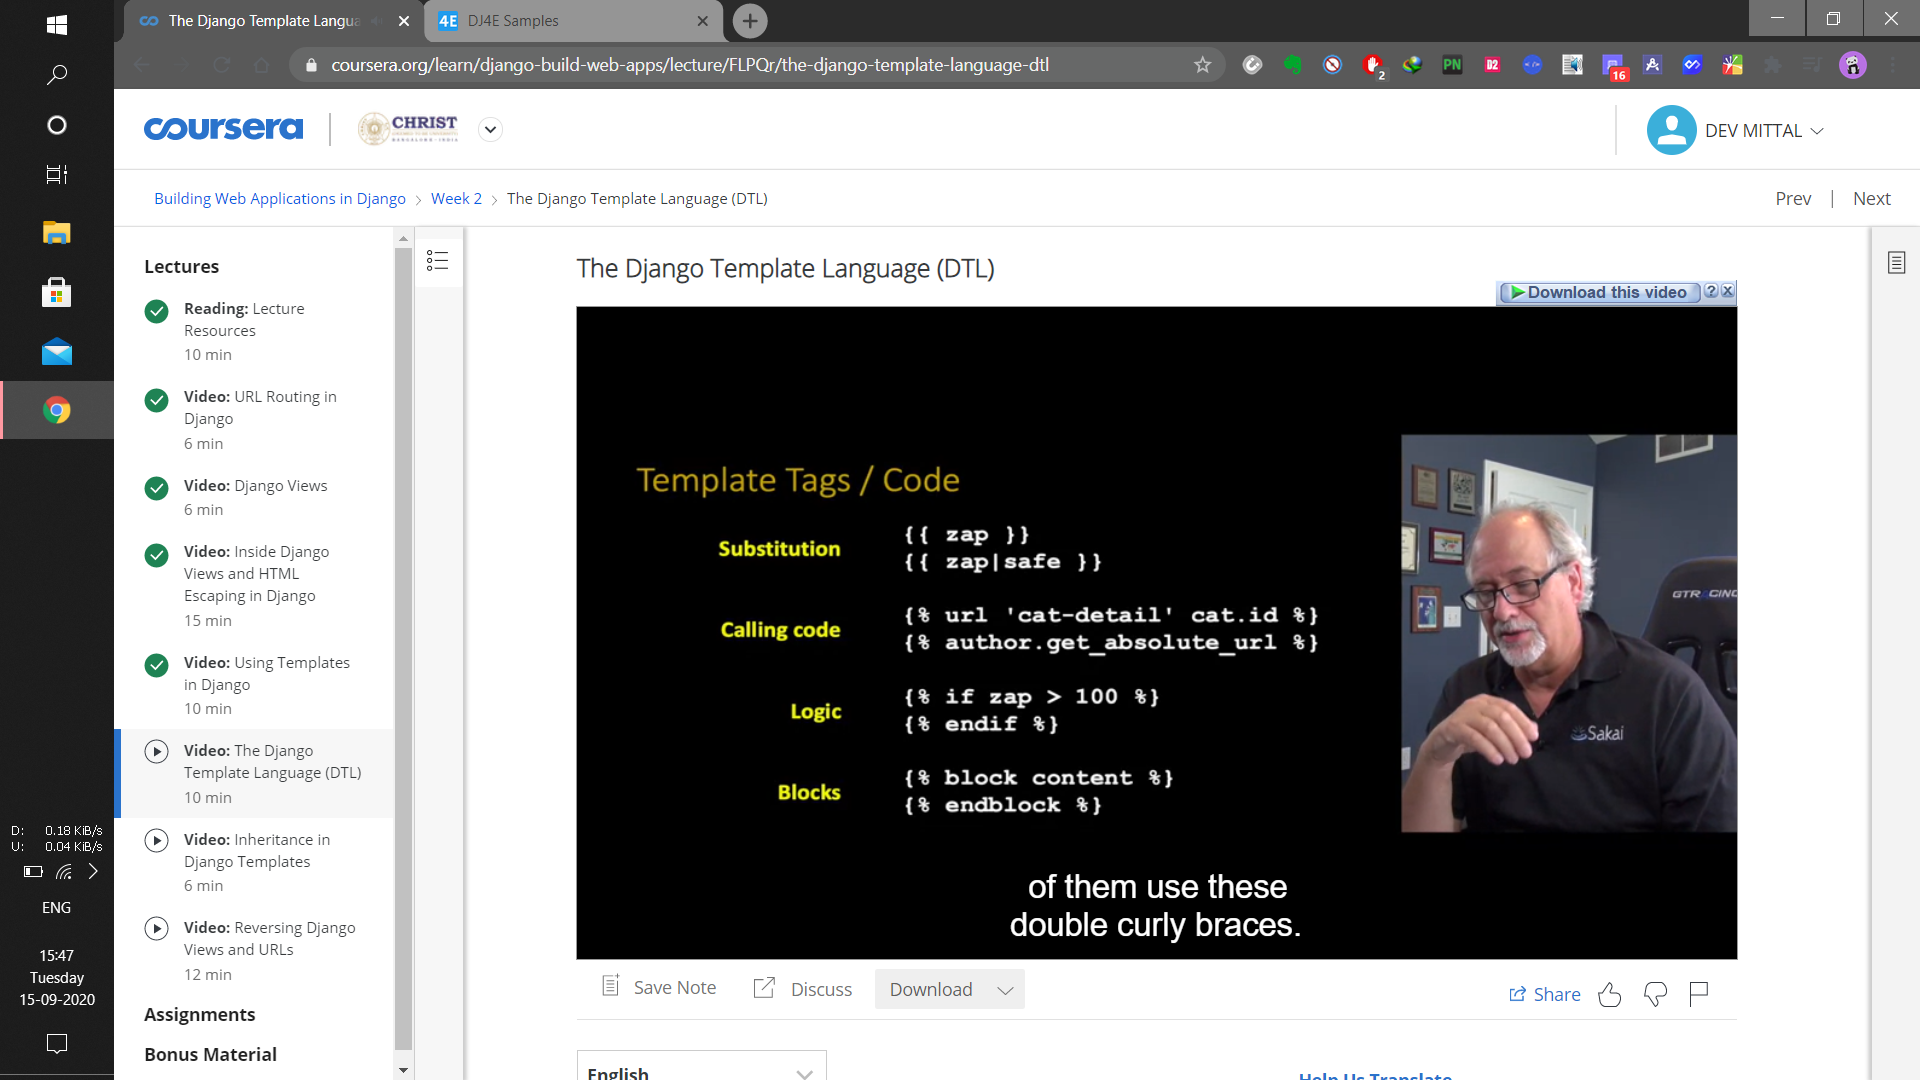 The Django Template Langua
DJ4E Samples
coursera.org/learn/django-build-web-apps/lecture/FLPQr/the-django-template-language-dtl
coursera
CHRIST
DEV MITTAL
Building Web Applications in Django > Week 2 > The Django Template Language (DTL)
Prev | Next
Lectures
Reading: Lecture
Resources
10 min
Video: URL Routing in
Django
6 min
Video: Django Views
6 min
Video: Inside Django
Views and HTML
Escaping in Django
15 min
Video: Using Templates
in Django
10 min
Video: The Django
Template Language (DTL)
10 min
Video: Inheritance in
Django Templates
6 min
Video: Reversing Django
Views and URLs
12 min
Assignments
Bonus Material
The Django Template Language (DTL)
Download this video
Template Tags / Code
Substitution
{{ zap }}
{{ zap|safe }}
Calling code
{% url 'cat-detail' cat.id %}
{% author.get_absolute_url %}
Logic
{% if zap > 100 %}
{% endif %}
Blocks
{% block content %}
{% endblock %}
GTRACING
Sakai
of them use these
double curly braces.
Save Note
Discuss
Download
Share
English
Help Us Translate
D: 0.18 KiB/s
U: 0.04 KiB/s
ENG
15:47
Tuesday
15-09-2020
4E
2
PN
D2
16